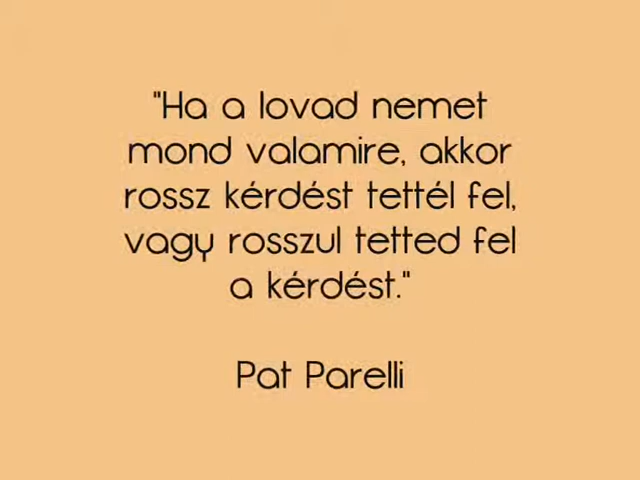 "Ha a lovad nemet
mond valamire, akkor
rossz kérdést tettél fel,
vagy rosszul tetted fel
a kérdést."
Pat Parelli